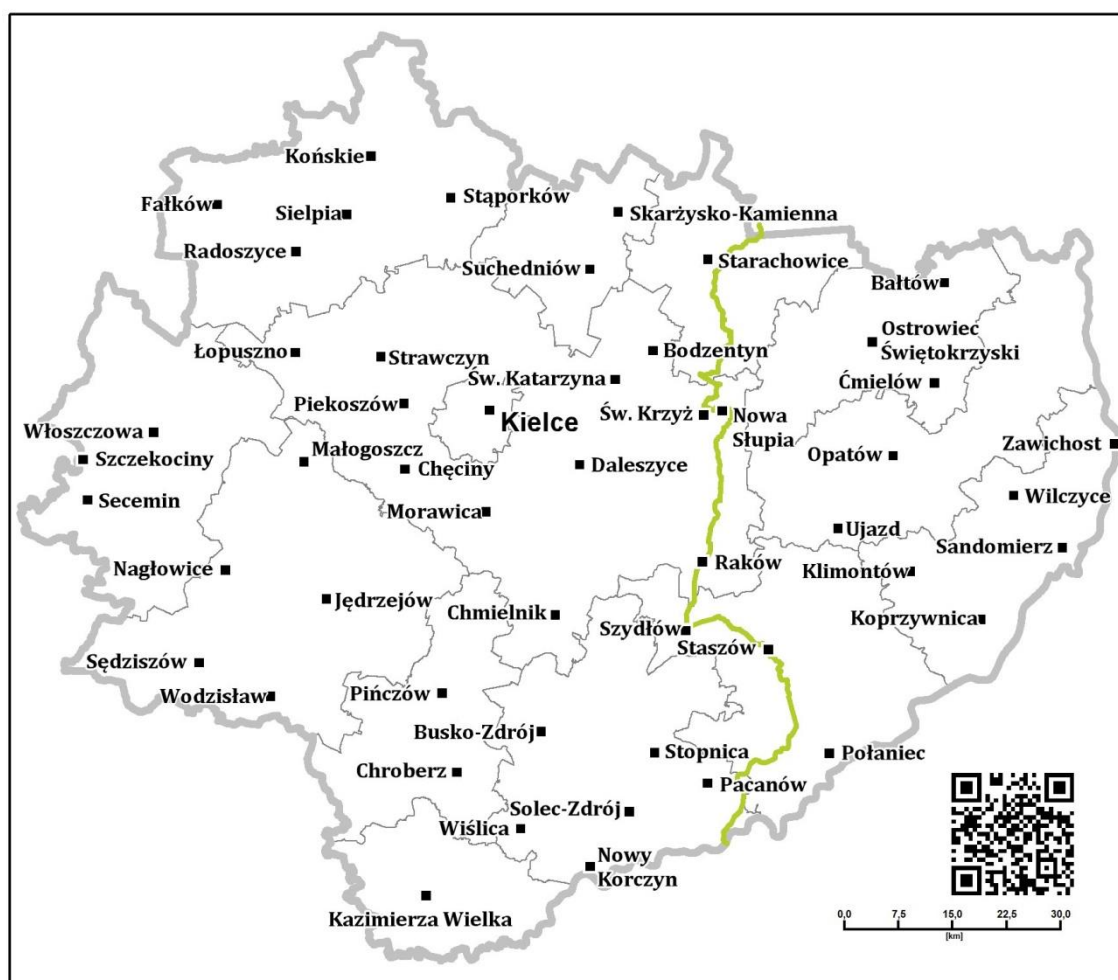 Końskie
Stąporków
Fałków
Sielpia
Skarżysko-Kamienna
Radoszyce
Starachowice
Suchedniów
Bałtów
Ostrowiec
Świętokrzyski
Łopuszno
Strawczyn
Bodzentyn
Św. Katarzyna
Ćmielów
Piekoszów
Kielce
Św. Krzyż
Nowa
Słupia
Włoszczowa
Zawichost
Szczekociny
Małogoszcz
Chęciny
Daleszyce
Opatów
Secemin
Wilczyce
Morawica
Ujazd
Sandomierz
Nagłowice
Raków
Klimontów
Jędrzejów
Chmielnik
Szydłów
Koprzywnica
Staszów
Sędziszów
Wodzisław
Pińczów
Busko-Zdrój
Stopnica
Połaniec
Chroberz
Pacanów
Solec-Zdrój
Wiślica
Nowy
Korczyn
Kazimierza Wielka
0,0 7,5 15,0 22,5 30,0
[km]